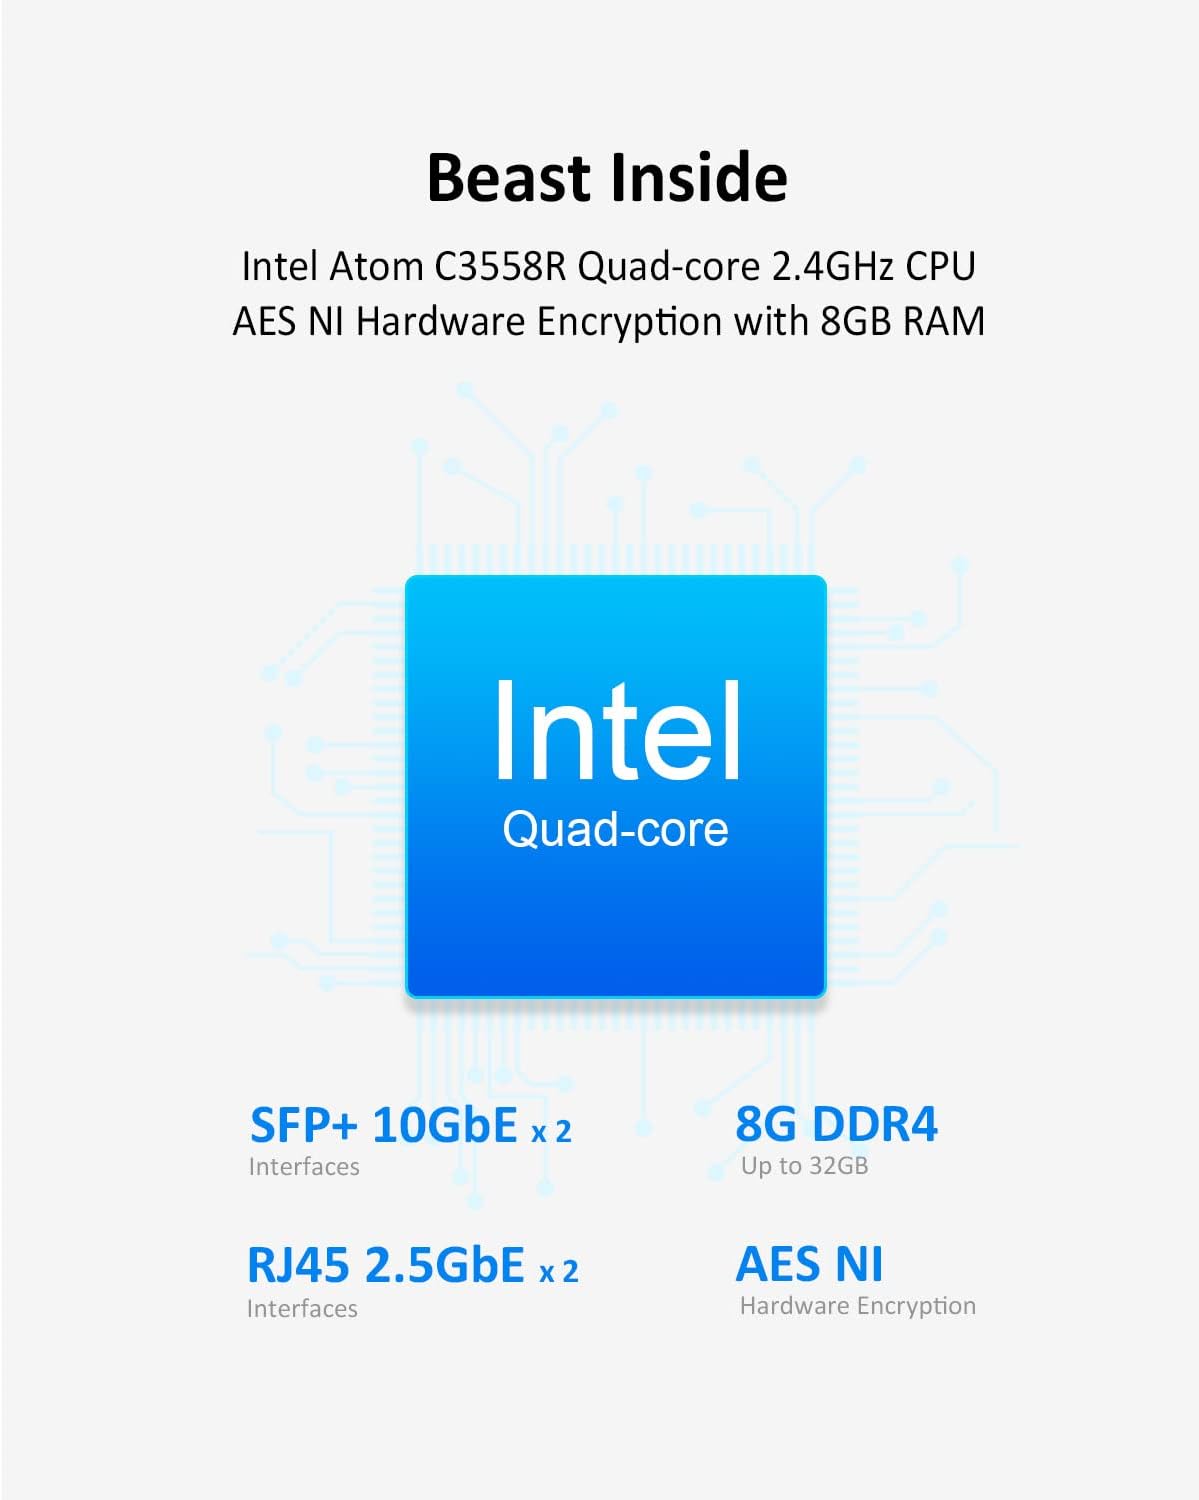 Beast Inside
Intel Atom C3558R Quad-core 2.4GHz CPU
AES NI Hardware Encryption with 8GB RAM
Intel
Quad-core
SFP+ 10GbE x 2
Interfaces
8G DDR4
Up to 32GB
RJ45 2.5GbE x 2
Interfaces
AES NI
Hardware Encryption